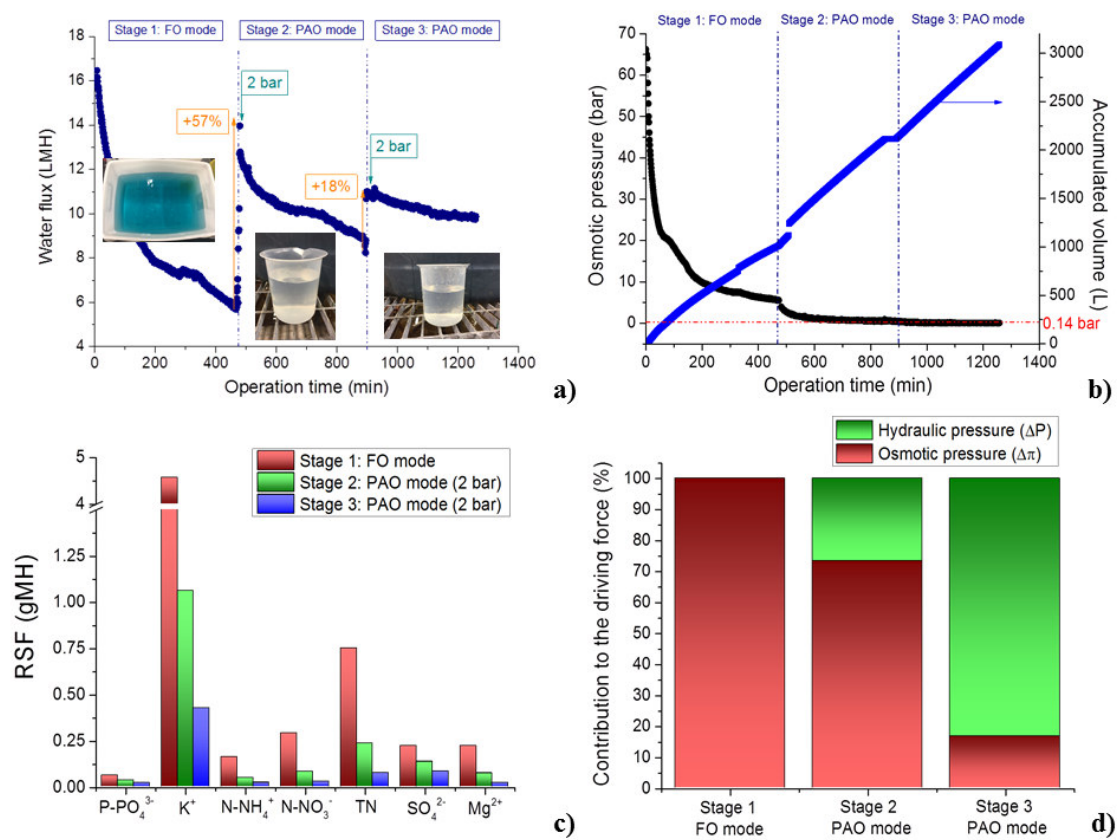 Stage 1: FO mode Stage 2: PAO mode Stage 3: PAO mode
18
16
14
12
10
8
6
4
Water flux (LMH)
2 bar
+57%
2 bar
+18%
0 200 400 600 800 1000 1200 1400
Operation time (min)
a)
Stage 1: FO mode Stage 2: PAO mode Stage 3: PAO mode
70
60
50
40
30
20
10
0
Osmotic pressure (bar)
3000
2500
2000
1500
1000
500
0
Accumulated volume (L)
0.14 bar
0 200 400 600 800 1000 1200 1400
Operation time (min)
b)
Stage 1: FO mode
Stage 2: PAO mode (2 bar)
Stage 3: PAO mode (2 bar)
5
4
1.25
1.00
0.75
0.50
0.25
0.00
RSF (gMH)
P-PO₄³⁻ K⁺ N-NH₄⁺ N-NO₃⁻ TN SO₄²⁻ Mg²⁺
c)
Hydraulic pressure (ΔP)
Osmotic pressure (Δπ)
100
90
80
70
60
50
40
30
20
10
0
Contribution to the driving force (%)
Stage 1 Stage 2 Stage 3
FO mode PAO mode PAO mode
d)